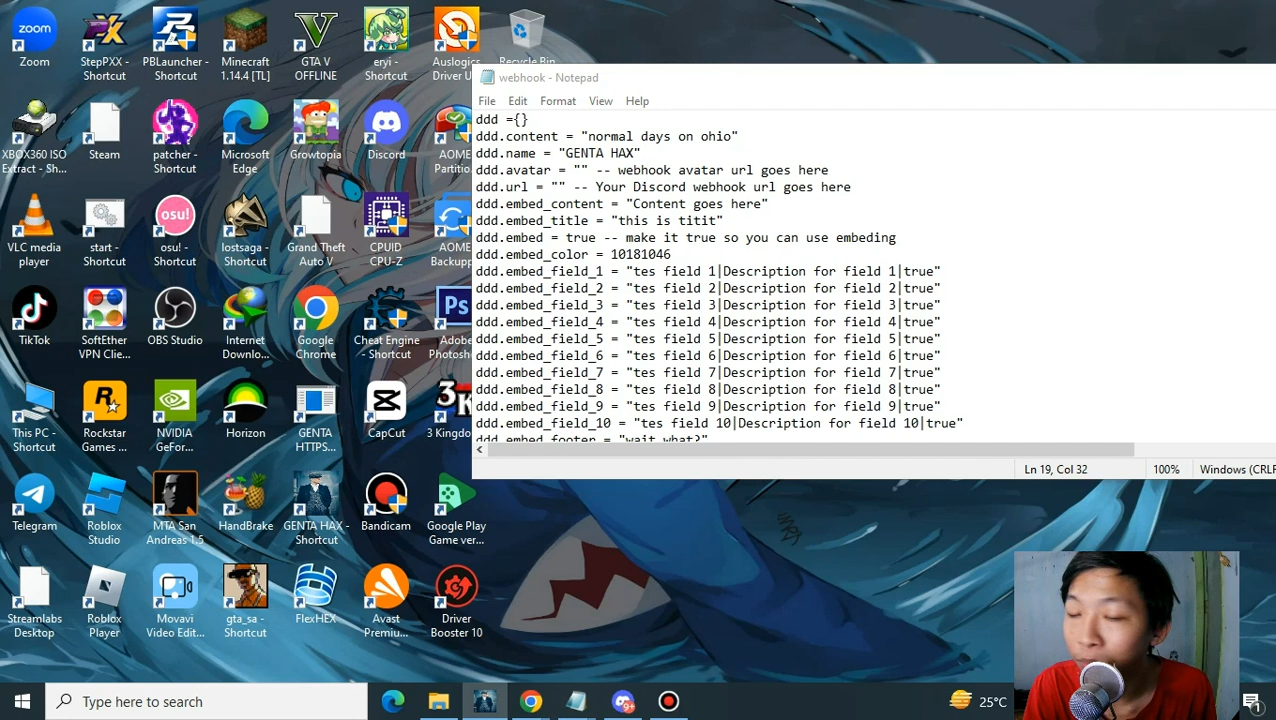 Zoom
StepPXX -
Shortcut
PBLauncher -
Shortcut
Minecraft
1.14.4 [TL]
GTA V
OFFLINE
eryi -
Shortcut
Auslogics
Driver U
Recycle Bin
XBOX360 ISO
Extract - Sh...
Steam
patcher -
Shortcut
Microsoft
Edge
Growtopia
Discord
AOME
Partitio
VLC media
player
start -
Shortcut
osu! -
Shortcut
lostsaga -
Shortcut
Grand Theft
Auto V
CPUID
CPU-Z
AOME
Backupp
TikTok
SoftEther
VPN Clie...
OBS Studio
Internet
Downlo...
Google
Chrome
Cheat Engine
- Shortcut
Adobe
Photosh
This PC -
Shortcut
Rockstar
Games ...
NVIDIA
GeFor...
Horizon
GENTA
HTTPS...
CapCut
3 Kingdo
Telegram
Roblox
Studio
MTA San
Andreas 1.5
HandBrake
GENTA HAX -
Shortcut
Bandicam
Google Play
Game ver...
Streamlabs
Desktop
Roblox
Player
Movavi
Video Edit...
gta_sa -
Shortcut
FlexHEX
Avast
Premiu...
Driver
Booster 10
webhook - Notepad
File Edit Format View Help
ddd ={}
ddd.content = "normal days on ohio"
ddd.name = "GENTA HAX"
ddd.avatar = "" -- webhook avatar url goes here
ddd.url = "" -- Your Discord webhook url goes here
ddd.embed_content = "Content goes here"
ddd.embed_title = "this is titit"
ddd.embed = true -- make it true so you can use embeding
ddd.embed_color = 10181046
ddd.embed_field_1 = "tes field 1|Description for field 1|true"
ddd.embed_field_2 = "tes field 2|Description for field 2|true"
ddd.embed_field_3 = "tes field 3|Description for field 3|true"
ddd.embed_field_4 = "tes field 4|Description for field 4|true"
ddd.embed_field_5 = "tes field 5|Description for field 5|true"
ddd.embed_field_6 = "tes field 6|Description for field 6|true"
ddd.embed_field_7 = "tes field 7|Description for field 7|true"
ddd.embed_field_8 = "tes field 8|Description for field 8|true"
ddd.embed_field_9 = "tes field 9|Description for field 9|true"
ddd.embed_field_10 = "tes field 10|Description for field 10|true"
ddd.embed_footer = "wait what?"
Ln 19, Col 32 100% Windows (CRLF
Type here to search
25°C